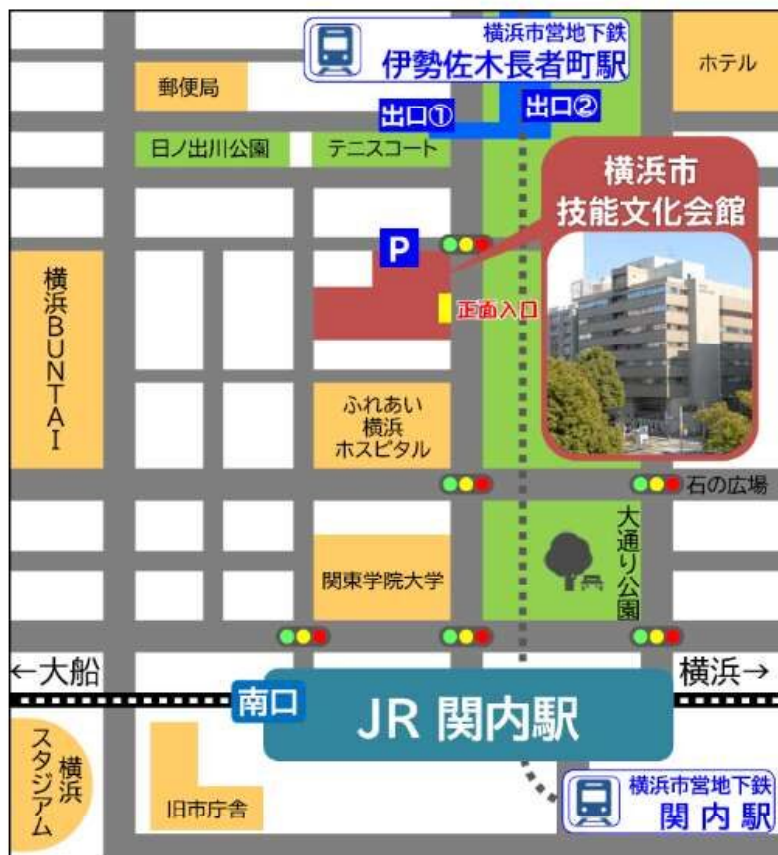 横浜市営地下鉄
伊勢佐木長者町駅
ホテル
郵便局
出口①
出口②
日ノ出川公園
テニスコート
横浜市
技能文化会館
P
正面入口
横浜BUNTAI
ふれあい
横浜
ホスピタル
石の広場
大通り公園
関東学院大学
←大船
横浜→
南口
JR 関内駅
横浜
スタジアム
旧市庁舎
横浜市営地下鉄
関内駅